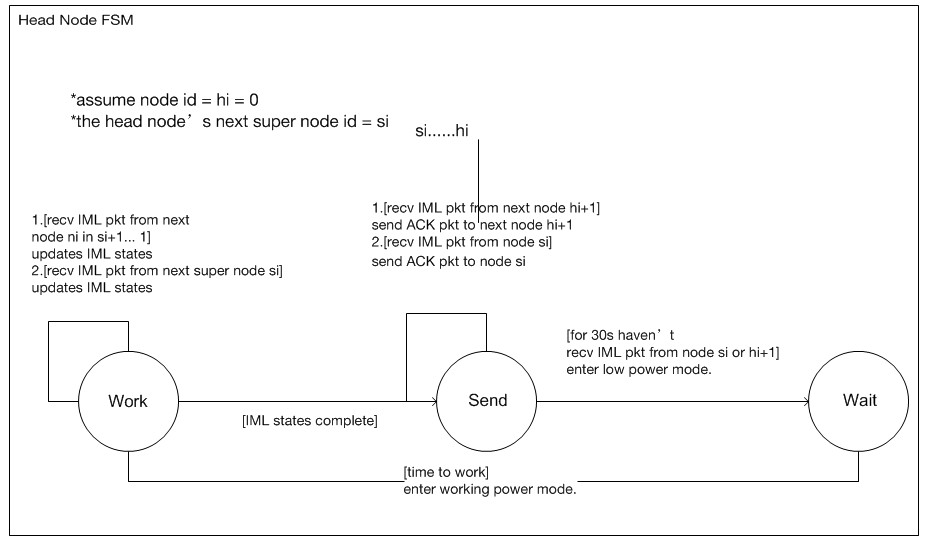 Head Node FSM
*assume node id = hi = 0
*the head node’s next super node id = si
si......hi
1.[recv IML pkt from next
node ni in si+1... 1]
updates IML states
2.[recv IML pkt from next super node si]
updates IML states
1.[recv IML pkt from next node hi+1]
send ACK pkt to next node hi+1
2.[recv IML pkt from node si]
send ACK pkt to node si
[for 30s haven’t
recv IML pkt from node si or hi+1]
enter low power mode.
Work
Send
Wait
[IML states complete]
[time to work]
enter working power mode.